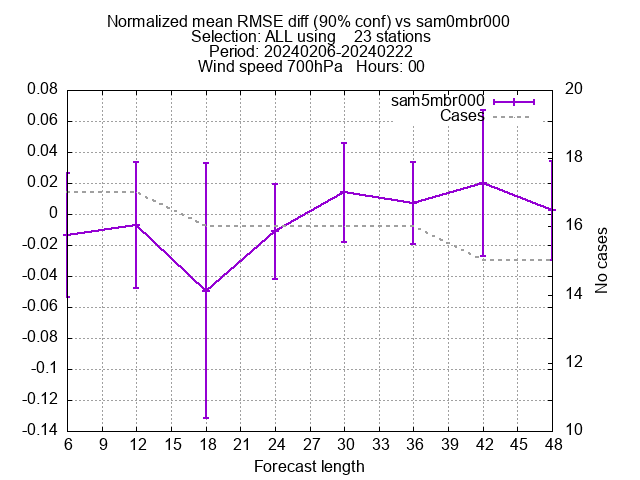 Normalized mean RMSE diff (90% conf) vs sam0mbr000
Selection: ALL using    23 stations
Period: 20240206-20240222
Wind speed 700hPa   Hours: 00
sam5mbr000
Cases
0.08
0.06
0.04
0.02
0
-0.02
-0.04
-0.06
-0.08
-0.1
-0.12
-0.14
20
18
16
14
12
10
No cases
6 9 12 15 18 21 24 27 30 33 36 39 42 45 48
Forecast length